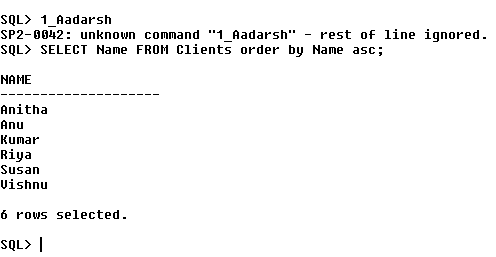 SQL> 1_Aadarsh
SP2-0042: unknown command "1_Aadarsh" - rest of line ignored.
SQL> SELECT Name FROM Clients order by Name asc;
NAME
--------------------
Anitha
Anu
Kumar
Riya
Susan
Vishnu
6 rows selected.
SQL>